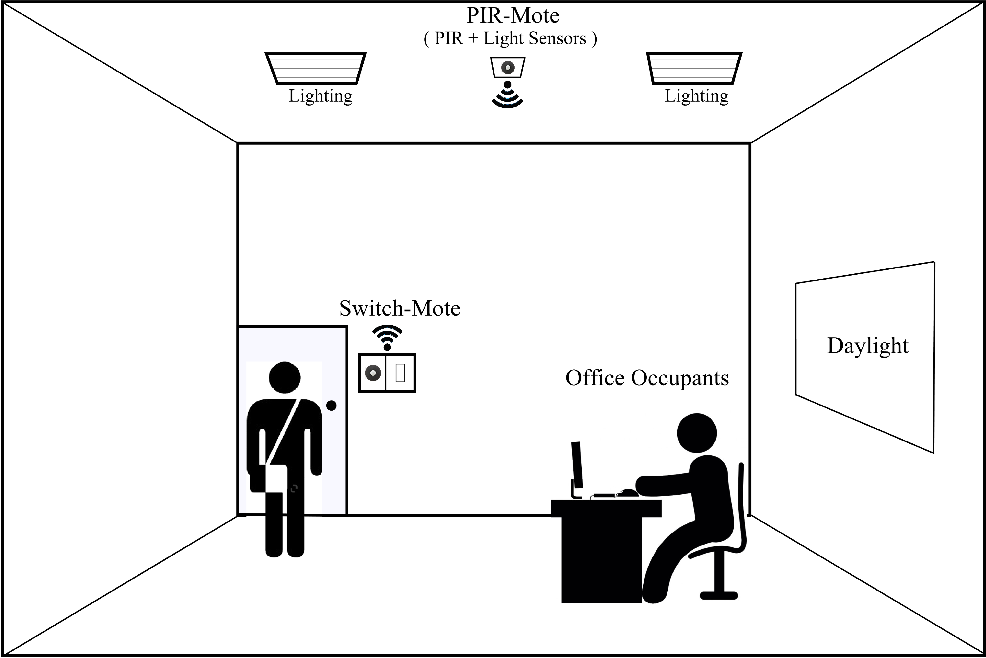 PIR-Mote
( PIR + Light Sensors )
Lighting
Lighting
Switch-Mote
Daylight
Office Occupants